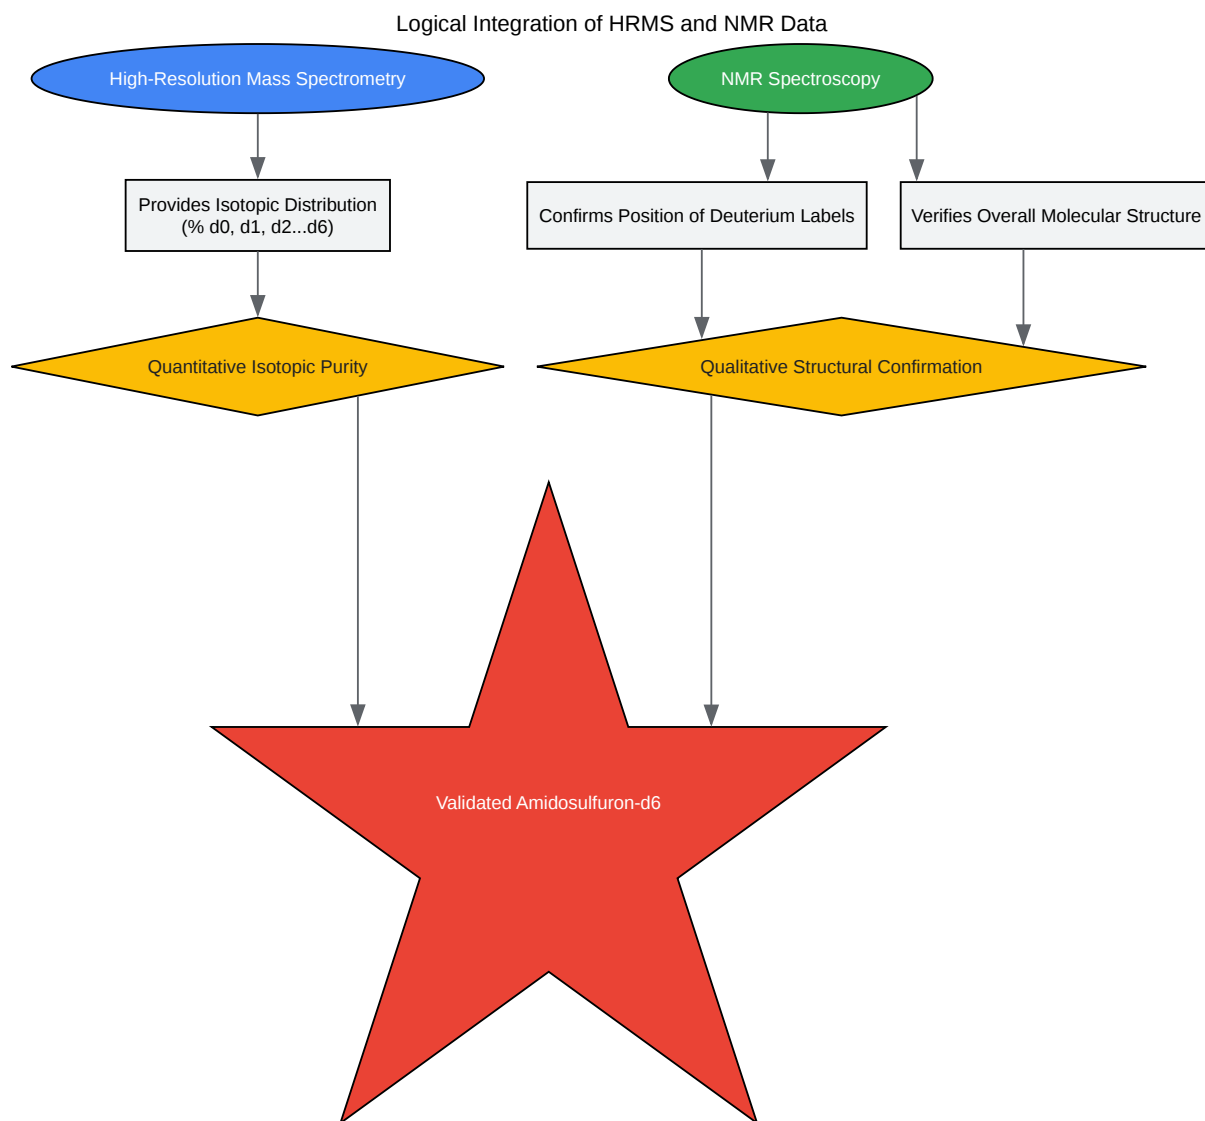 Logical Integration of HRMS and NMR Data
High-Resolution Mass Spectrometry
NMR Spectroscopy
Provides Isotopic Distribution
(% d0, d1, d2...d6)
Confirms Position of Deuterium Labels
Verifies Overall Molecular Structure
Quantitative Isotopic Purity
Qualitative Structural Confirmation
Validated Amidosulfuron-d6